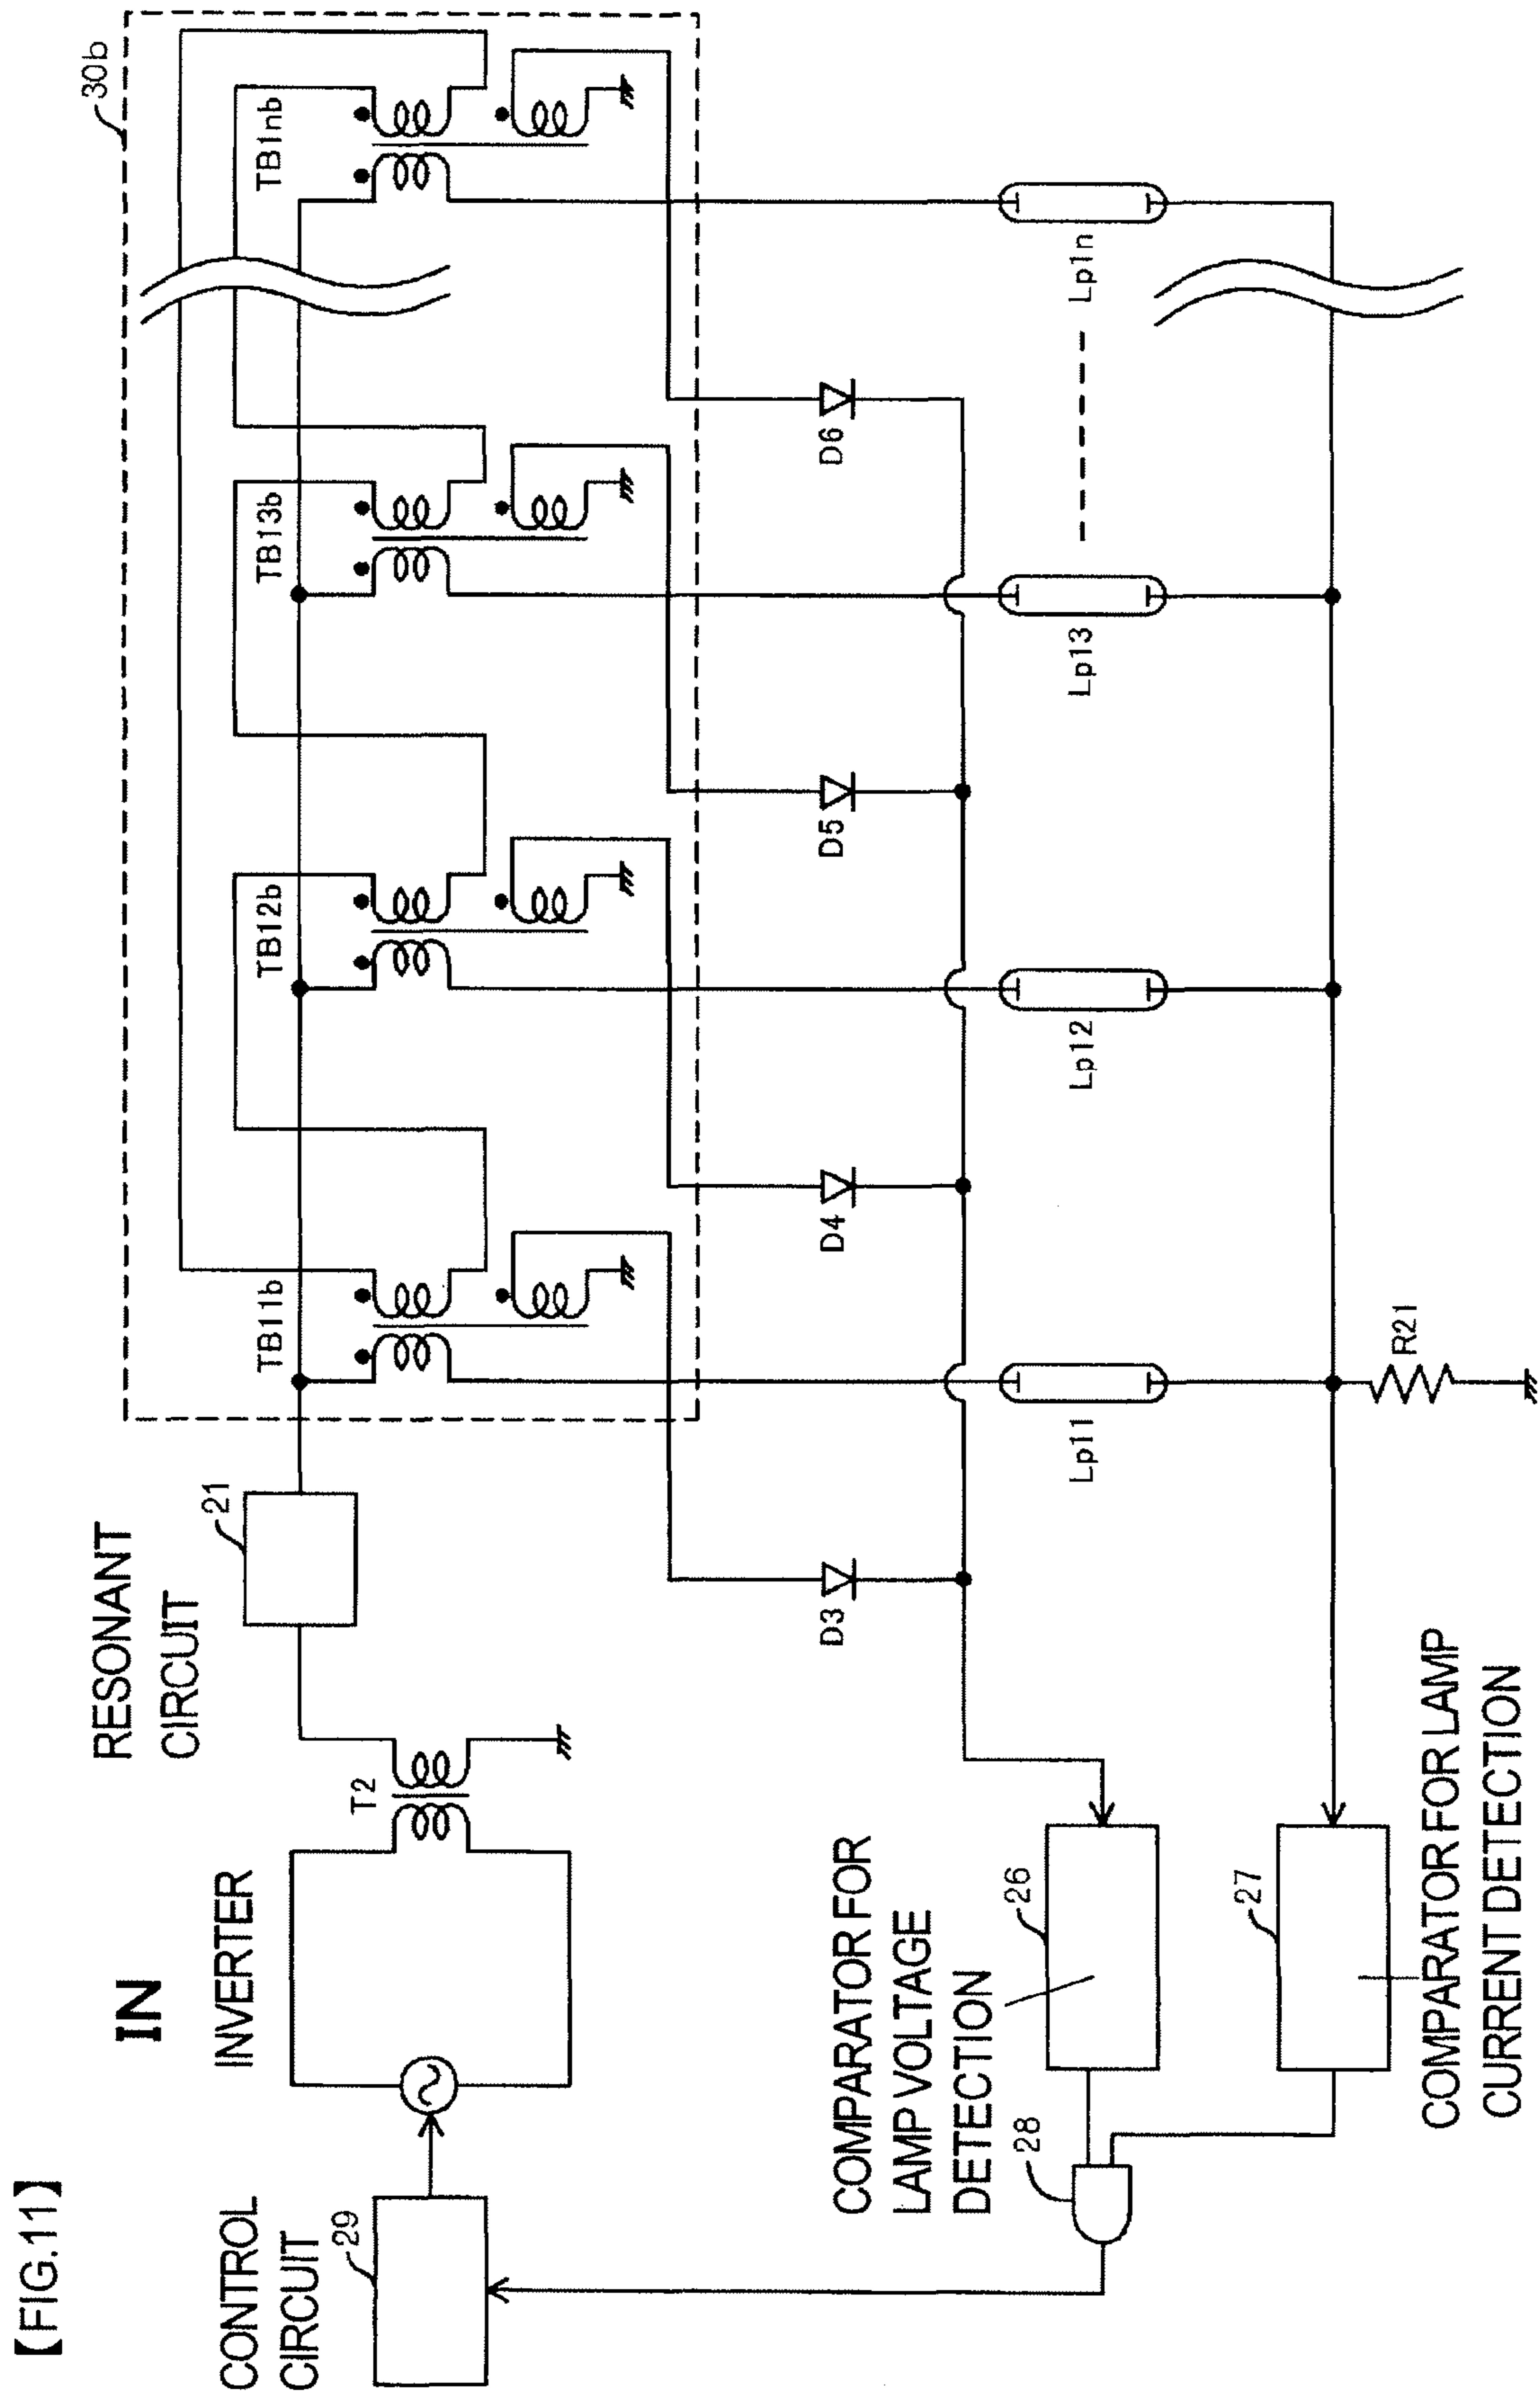 【FIG.11】
IN
CONTROL
CIRCUIT
29
INVERTER
T2
RESONANT
CIRCUIT
21
30b
TB11b
TB12b
TB13b
TB1nb
D3
D4
D5
D6
COMPARATOR FOR
LAMP VOLTAGE
DETECTION
26
28
Lp11
Lp12
Lp13
Lp1n
27
R21
COMPARATOR FOR LAMP
CURRENT DETECTION